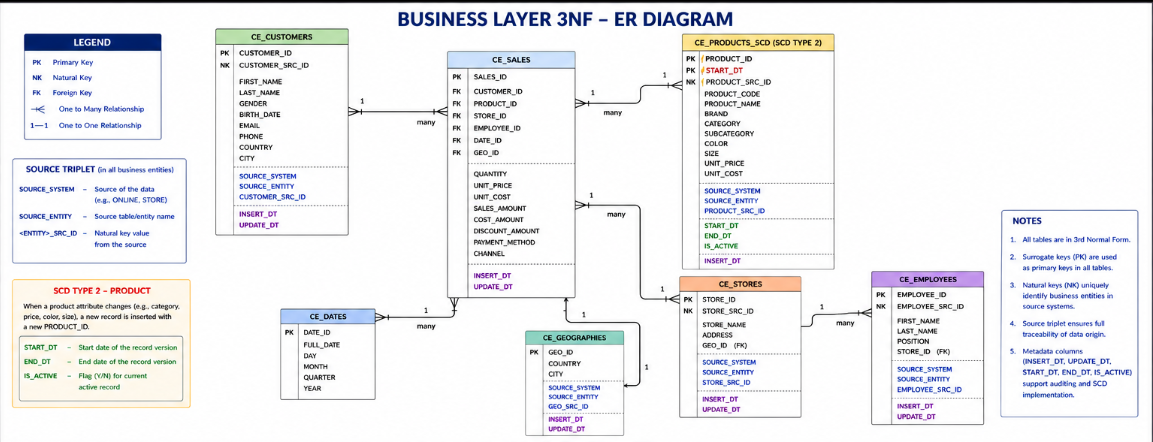 BUSINESS LAYER 3NF – ER DIAGRAM
LEGEND
PK Primary Key
NK Natural Key
FK Foreign Key
One to Many Relationship
1—1 One to One Relationship
SOURCE TRIPLET (in all business entities)
SOURCE_SYSTEM – Source of the data
(e.g., ONLINE, STORE)
SOURCE_ENTITY – Source table/entity name
<ENTITY>_SRC_ID – Natural key value
from the source
SCD TYPE 2 – PRODUCT
When a product attribute changes (e.g., category,
price, color, size), a new record is inserted with
a new PRODUCT_ID.
START_DT – Start date of the record version
END_DT – End date of the record version
IS_ACTIVE – Flag (Y/N) for current
active record
CE_CUSTOMERS
PK CUSTOMER_ID
NK CUSTOMER_SRC_ID
FIRST_NAME
LAST_NAME
GENDER
BIRTH_DATE
EMAIL
PHONE
COUNTRY
CITY
SOURCE_SYSTEM
SOURCE_ENTITY
CUSTOMER_SRC_ID
INSERT_DT
UPDATE_DT
1
many
CE_SALES
PK SALES_ID
FK CUSTOMER_ID
FK PRODUCT_ID
FK STORE_ID
FK EMPLOYEE_ID
FK DATE_ID
FK GEO_ID
QUANTITY
UNIT_PRICE
UNIT_COST
SALES_AMOUNT
COST_AMOUNT
DISCOUNT_AMOUNT
PAYMENT_METHOD
CHANNEL
INSERT_DT
UPDATE_DT
1
many
1
many
CE_PRODUCTS_SCD (SCD TYPE 2)
PK PRODUCT_ID
PK START_DT
NK PRODUCT_SRC_ID
PRODUCT_CODE
PRODUCT_NAME
BRAND
CATEGORY
SUBCATEGORY
COLOR
SIZE
UNIT_PRICE
UNIT_COST
SOURCE_SYSTEM
SOURCE_ENTITY
PRODUCT_SRC_ID
START_DT
END_DT
IS_ACTIVE
INSERT_DT
CE_DATES
PK DATE_ID
FULL_DATE
DAY
MONTH
QUARTER
YEAR
1
many
1
1
CE_GEOGRAPHIES
PK GEO_ID
COUNTRY
CITY
SOURCE_SYSTEM
SOURCE_ENTITY
GEO_SRC_ID
INSERT_DT
UPDATE_DT
CE_STORES
PK STORE_ID
NK STORE_SRC_ID
STORE_NAME
ADDRESS
GEO_ID (FK)
SOURCE_SYSTEM
SOURCE_ENTITY
STORE_SRC_ID
INSERT_DT
UPDATE_DT
1
many
CE_EMPLOYEES
PK EMPLOYEE_ID
NK EMPLOYEE_SRC_ID
FIRST_NAME
LAST_NAME
POSITION
STORE_ID (FK)
SOURCE_SYSTEM
SOURCE_ENTITY
EMPLOYEE_SRC_ID
INSERT_DT
UPDATE_DT
NOTES
1. All tables are in 3rd Normal Form.
2. Surrogate keys (PK) are used
as primary keys in all tables.
3. Natural keys (NK) uniquely
identify business entities in
source systems.
4. Source triplet ensures full
traceability of data origin.
5. Metadata columns
(INSERT_DT, UPDATE_DT,
START_DT, END_DT, IS_ACTIVE)
support auditing and SCD
implementation.